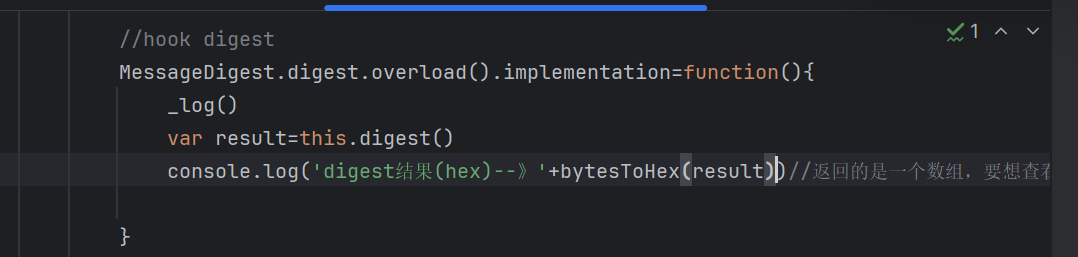 //hook digest
1
MessageDigest.digest.overload().implementation=function(){
_log()
var result=this.digest()
console.log('digest结果(hex)--》'+bytesToHex(result))//返回的是一个数组,要想查看
}